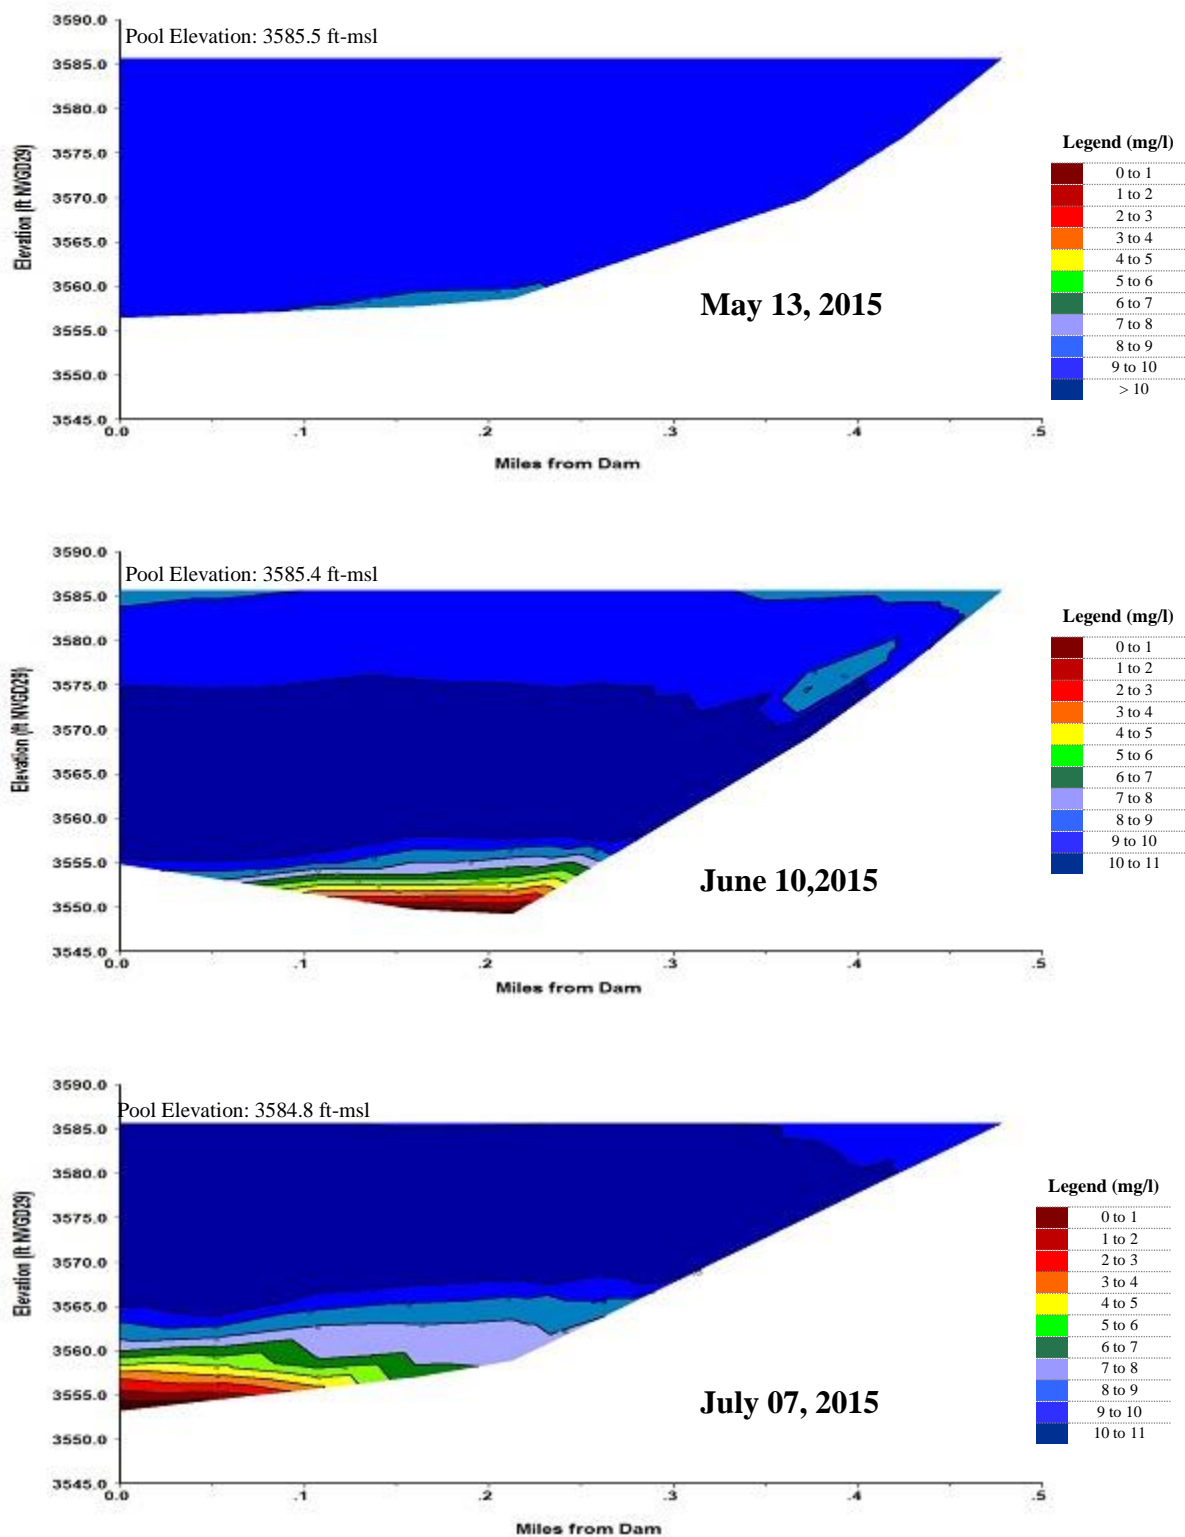 3590.0
Pool Elevation: 3585.5 ft-msl
3585.0
3580.0
3575.0
3570.0
3565.0
3560.0
3555.0
3550.0
3545.0
Elevation (ft NVGD29)
May 13, 2015
0.0 .1 .2 .3 .4 .5
Miles from Dam
Legend (mg/l)
0 to 1
1 to 2
2 to 3
3 to 4
4 to 5
5 to 6
6 to 7
7 to 8
8 to 9
9 to 10
> 10
3590.0
Pool Elevation: 3585.4 ft-msl
3585.0
3580.0
3575.0
3570.0
3565.0
3560.0
3555.0
3550.0
3545.0
Elevation (ft NVGD29)
June 10,2015
0.0 .1 .2 .3 .4 .5
Miles from Dam
Legend (mg/l)
0 to 1
1 to 2
2 to 3
3 to 4
4 to 5
5 to 6
6 to 7
7 to 8
8 to 9
9 to 10
10 to 11
3590.0
Pool Elevation: 3584.8 ft-msl
3585.0
3580.0
3575.0
3570.0
3565.0
3560.0
3555.0
3550.0
3545.0
Elevation (ft NVGD29)
July 07, 2015
0.0 .1 .2 .3 .4 .5
Miles from Dam
Legend (mg/l)
0 to 1
1 to 2
2 to 3
3 to 4
4 to 5
5 to 6
6 to 7
7 to 8
8 to 9
9 to 10
10 to 11